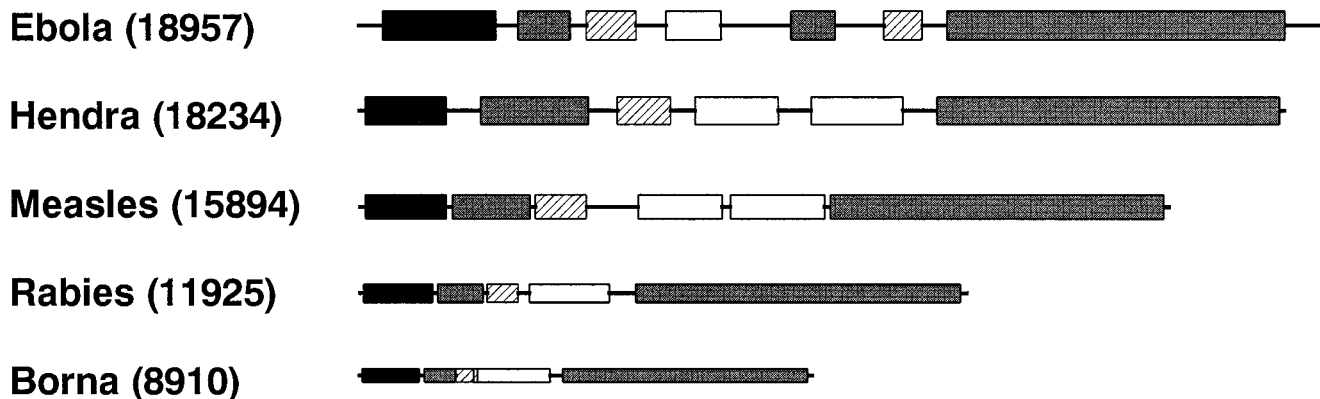 Ebola (18957)
Hendra (18234)
Measles (15894)
Rabies (11925)
Borna (8910)